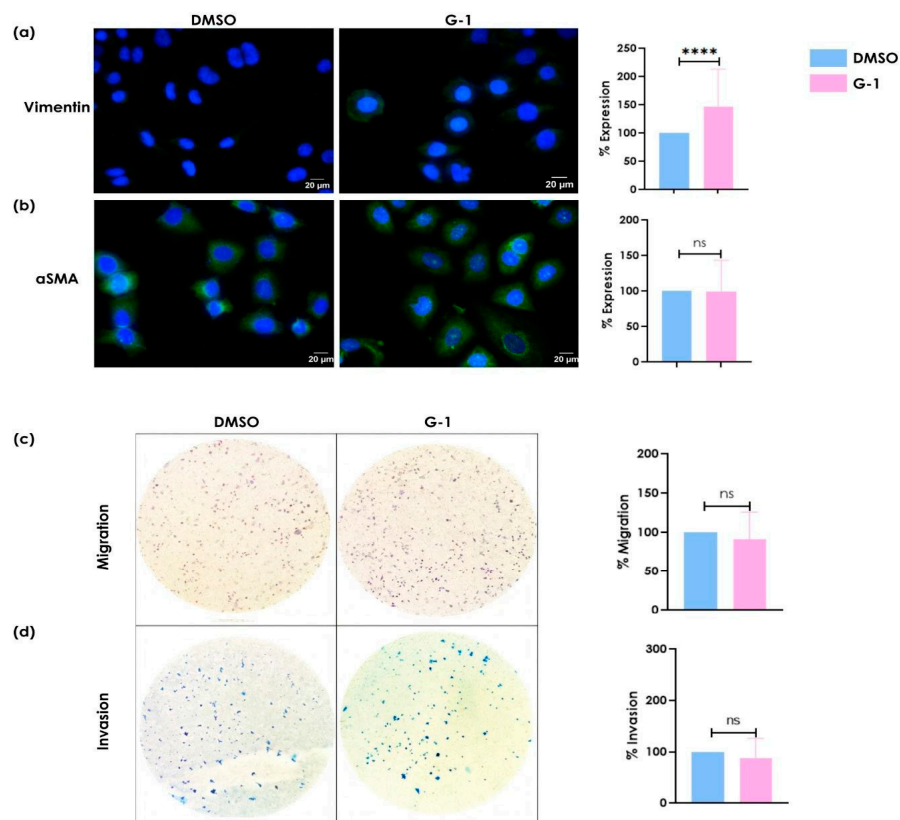 DMSO
G-1
(a)
Vimentin
20 µm
20 µm
% Expression
250
200
150
100
50
0
****
DMSO
G-1
(b)
αSMA
20 µm
20 µm
% Expression
200
150
100
50
0
ns
DMSO
G-1
(c)
Migration
% Migration
200
150
100
50
0
ns
(d)
Invasion
% Invasion
300
200
100
0
ns